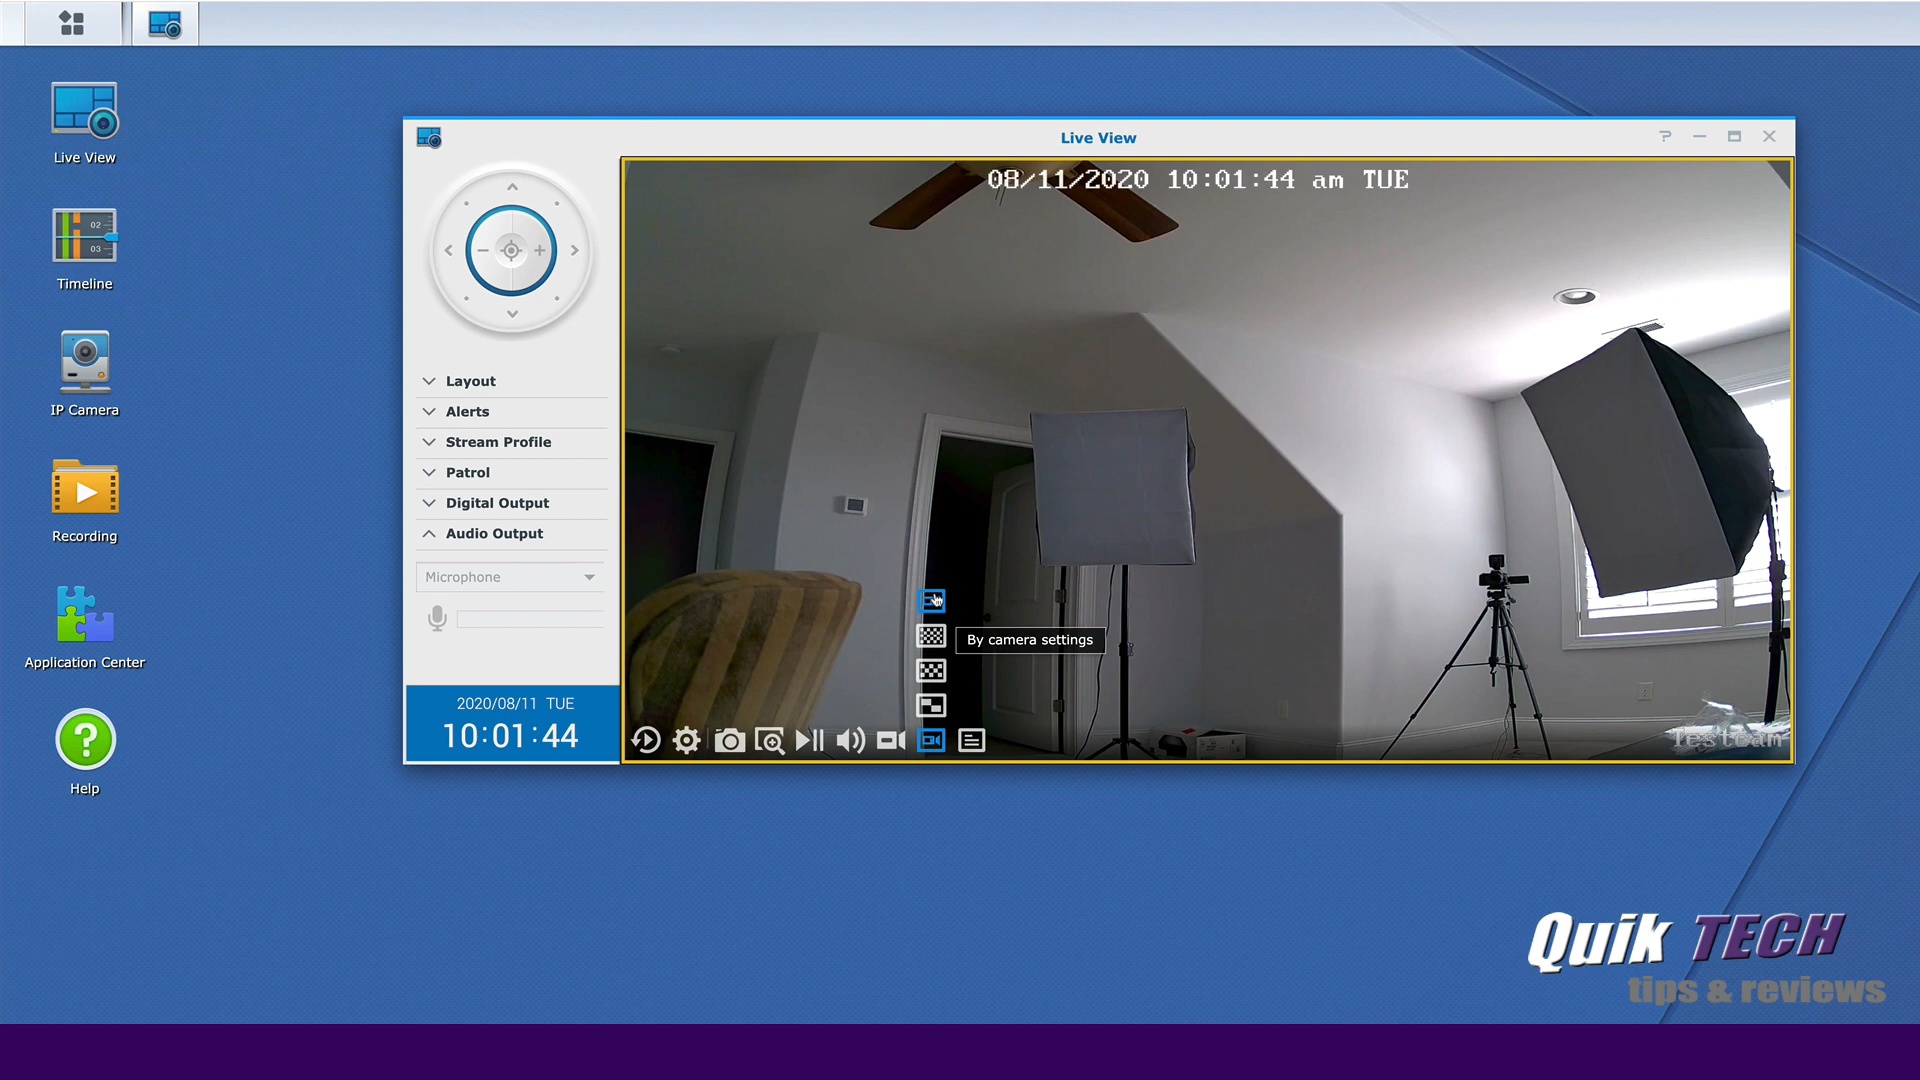 Live View
02
03
Timeline
IP Camera
Recording
Application Center
?
Help
Live View
?
Layout
Alerts
Stream Profile
Patrol
Digital Output
Audio Output
Microphone
2020/08/11 TUE
10:01:44
08/11/2020 10:01:44 am TUE
By camera settings
Testcam
Quik TECH
tips & reviews